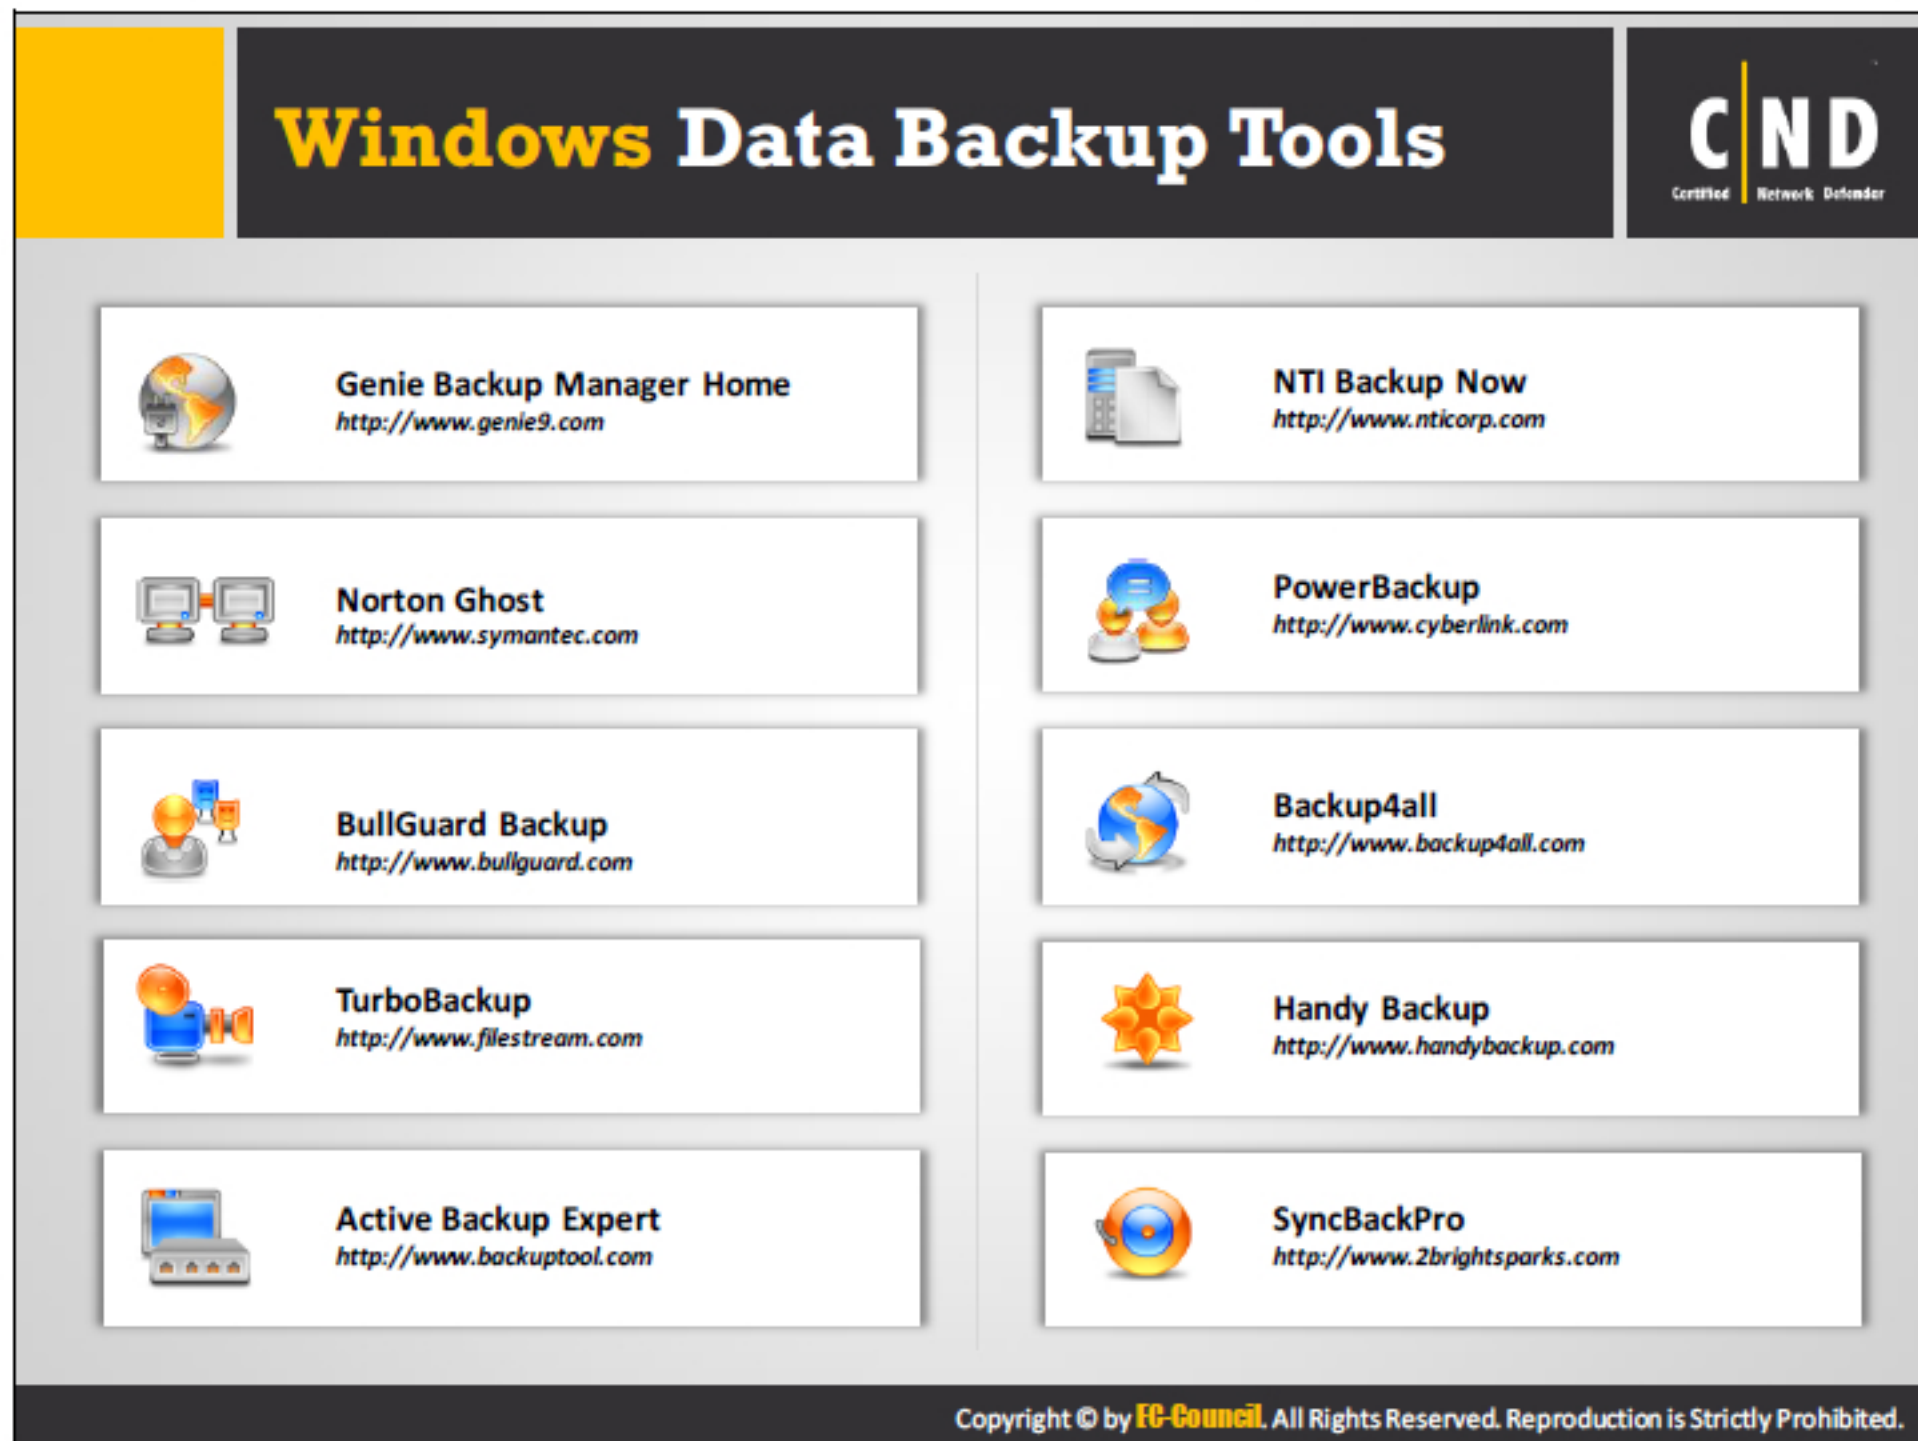 Windows Data Backup Tools
C|ND
Certified Network Defender
Genie Backup Manager Home
http://www.genie9.com
Norton Ghost
http://www.symantec.com
BullGuard Backup
http://www.bullguard.com
TurboBackup
http://www.filestream.com
Active Backup Expert
http://www.backuptool.com
NTI Backup Now
http://www.nticorp.com
PowerBackup
http://www.cyberlink.com
Backup4all
http://www.backup4all.com
Handy Backup
http://www.handybackup.com
SyncBackPro
http://www.2brightsparks.com
Copyright © by EC-Council. All Rights Reserved. Reproduction is Strictly Prohibited.